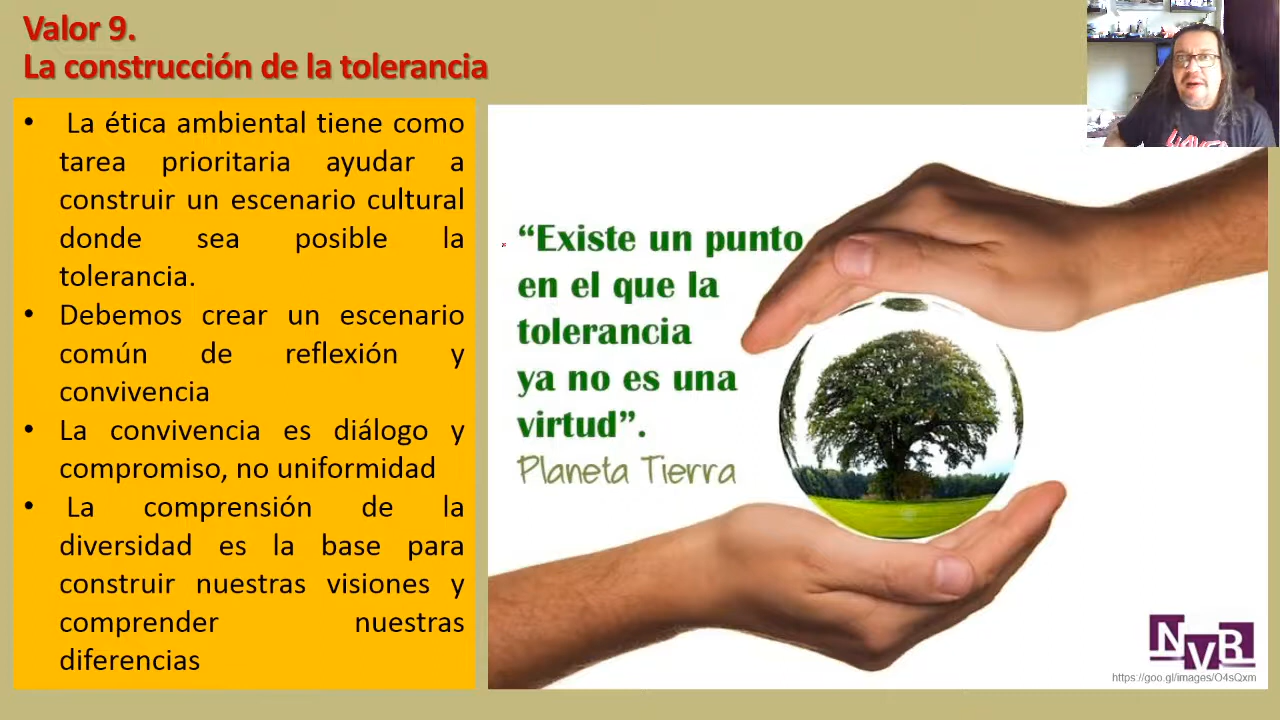 Valor 9.
La construcción de la tolerancia
• La ética ambiental tiene como
tarea prioritaria ayudar a
construir un escenario cultural
donde sea posible la
tolerancia.
• Debemos crear un escenario
común de reflexión y
convivencia
• La convivencia es diálogo y
compromiso, no uniformidad
• La comprensión de la
diversidad es la base para
construir nuestras visiones y
comprender nuestras
diferencias
“Existe un punto
en el que la
tolerancia
ya no es una
virtud”.
Planeta Tierra
NVR
https://goo.gl/images/O4sQxm